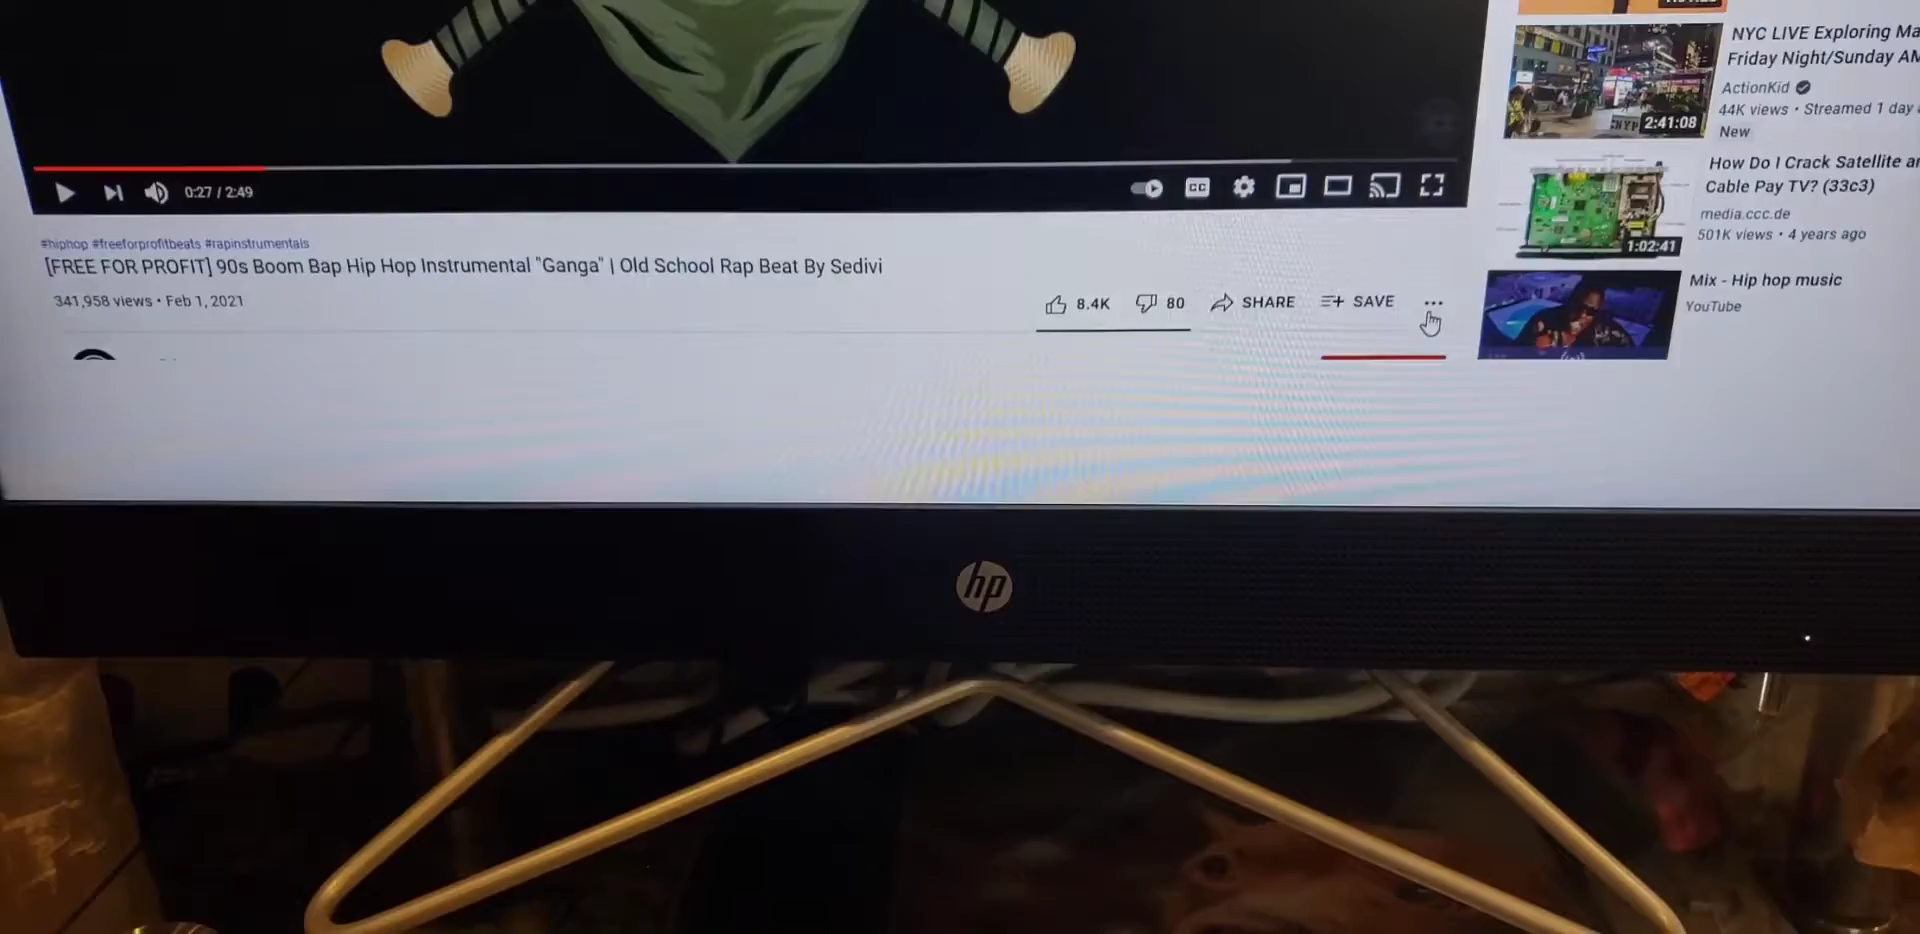 0:27 / 2:49
CC
#hiphop #freeforprofitbeats #rapinstrumentals
[FREE FOR PROFIT] 90s Boom Bap Hip Hop Instrumental "Ganga" | Old School Rap Beat By Sedivi
341,958 views • Feb 1, 2021
8.4K
80
SHARE
SAVE
NYC LIVE Exploring Ma
Friday Night/Sunday AM
ActionKid
44K views • Streamed 1 day
New
2:41:08
How Do I Crack Satellite an
Cable Pay TV? (33c3)
media.ccc.de
501K views • 4 years ago
1:02:41
Mix - Hip hop music
YouTube
hp